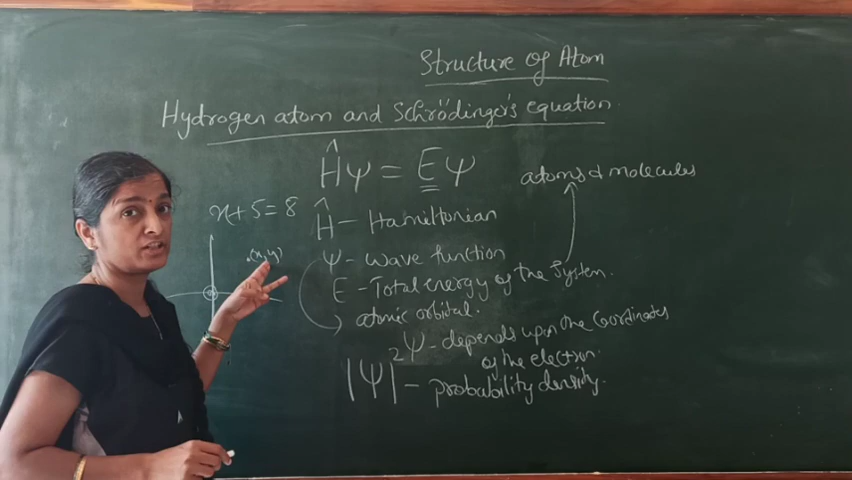 Structure of Atom
Hydrogen atom and Schrödinger's equation.
Ĥψ = Eψ
atoms & molecules
x + 5 = 8
Ĥ - Hamiltonian
.(x, y)
ψ - wave function
E - Total energy of the System.
atomic orbital.
ψ - depends upon the Coordinates
of the electron.
|ψ|² - probability density.